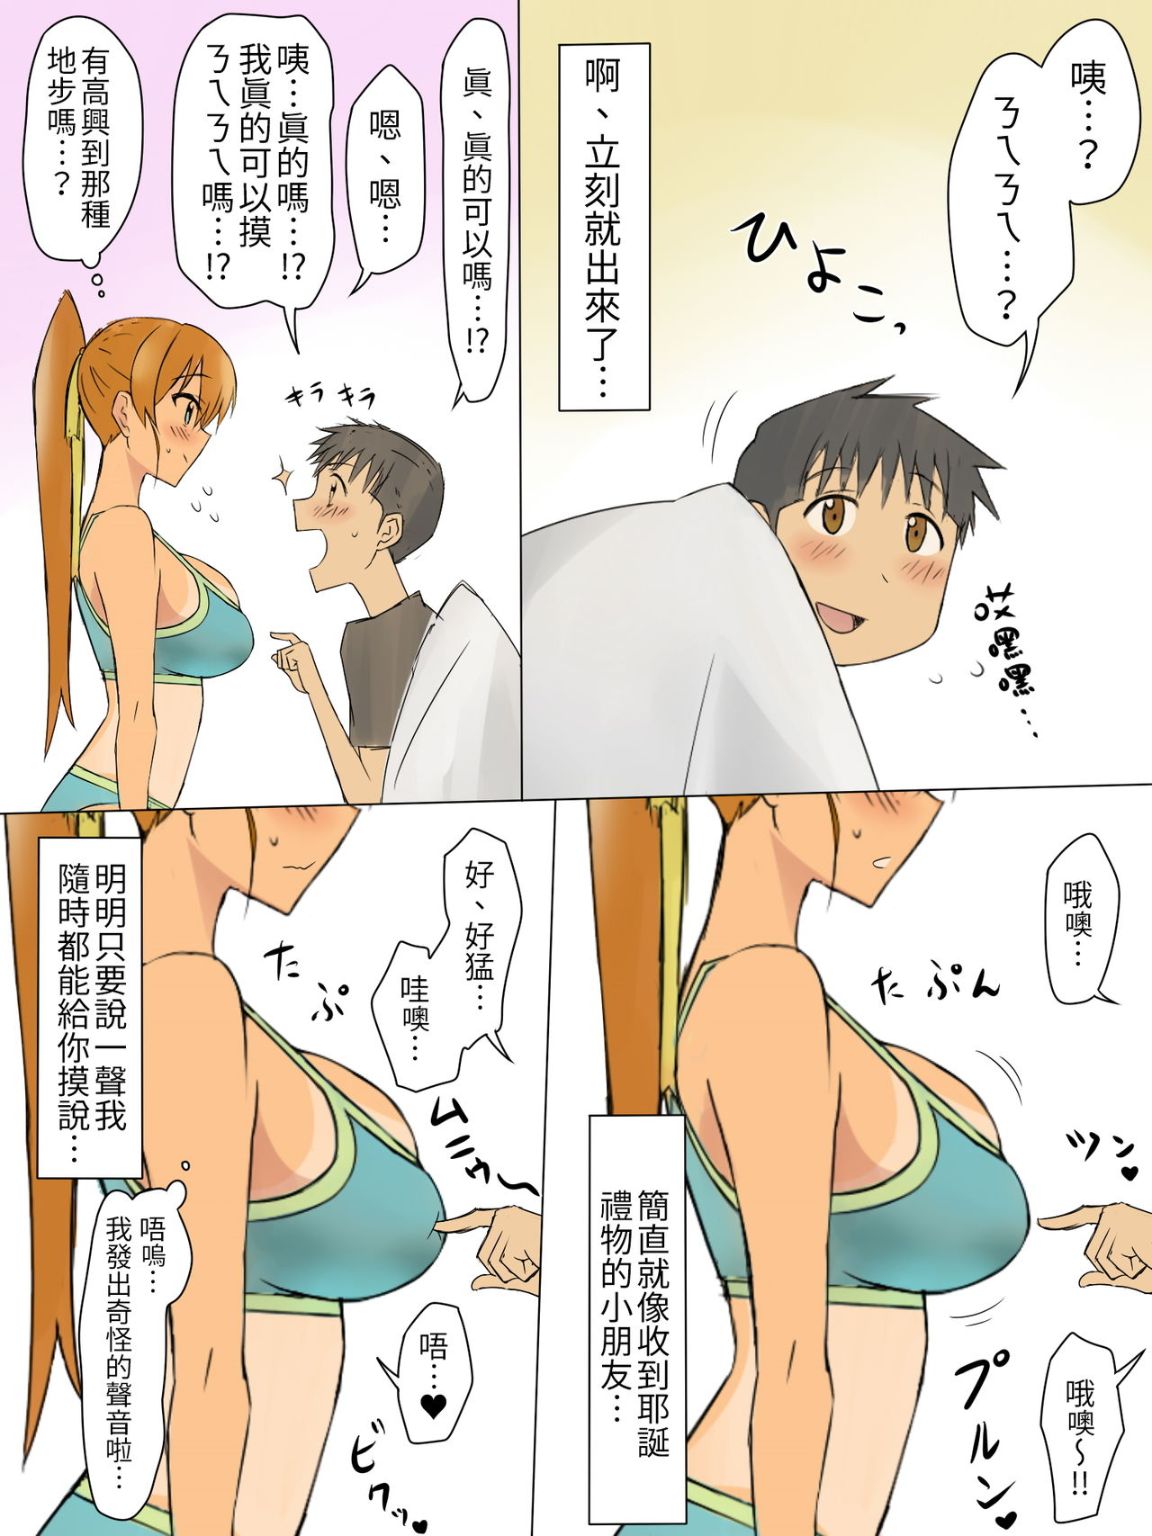 咦…?
ㄋㄟㄋㄟ…?
啊、立刻就出來了…
ひょこっ
哎嘿嘿…
眞、眞的可以嗎…!?
嗯、嗯…
咦…眞的嗎…!?
我眞的可以摸
ㄋㄟㄋㄟ嗎…!?
有高興到那種
地步嗎…?
キラ キラ
哦噢…
たぷん
ツン♥
簡直就像收到耶誕
禮物的小朋友…
哦噢～!!
プルン♥
好、好猛…
哇噢…
たぷ
ムニゥ～
明明只要說一聲我
隨時都能給你摸說…
唔嗚…
我發出奇怪的聲音啦…
唔…♥
ビクッ♥